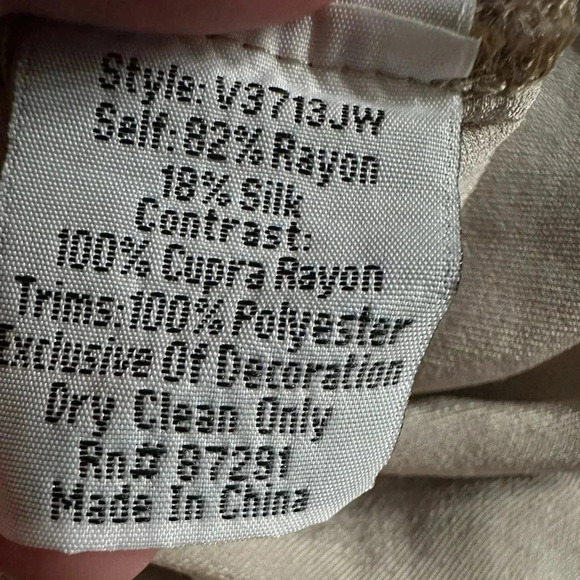 Style: V3713JW
Self: 82% Rayon
18% Silk
Contrast:
100% Cupra Rayon
Trims:100% Polyester
Exclusive Of Decoration
Dry Clean Only
Rn# 87291
Made In China